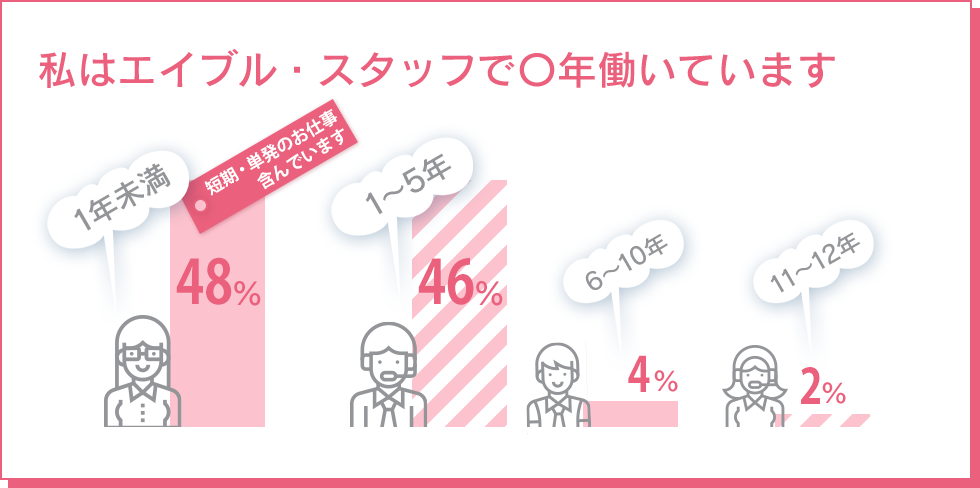 私はエイブル・スタッフで〇年働いています
1年未満
短期・単発のお仕事
含んでいます
48%
1〜5年
46%
6〜10年
4%
11〜12年
2%